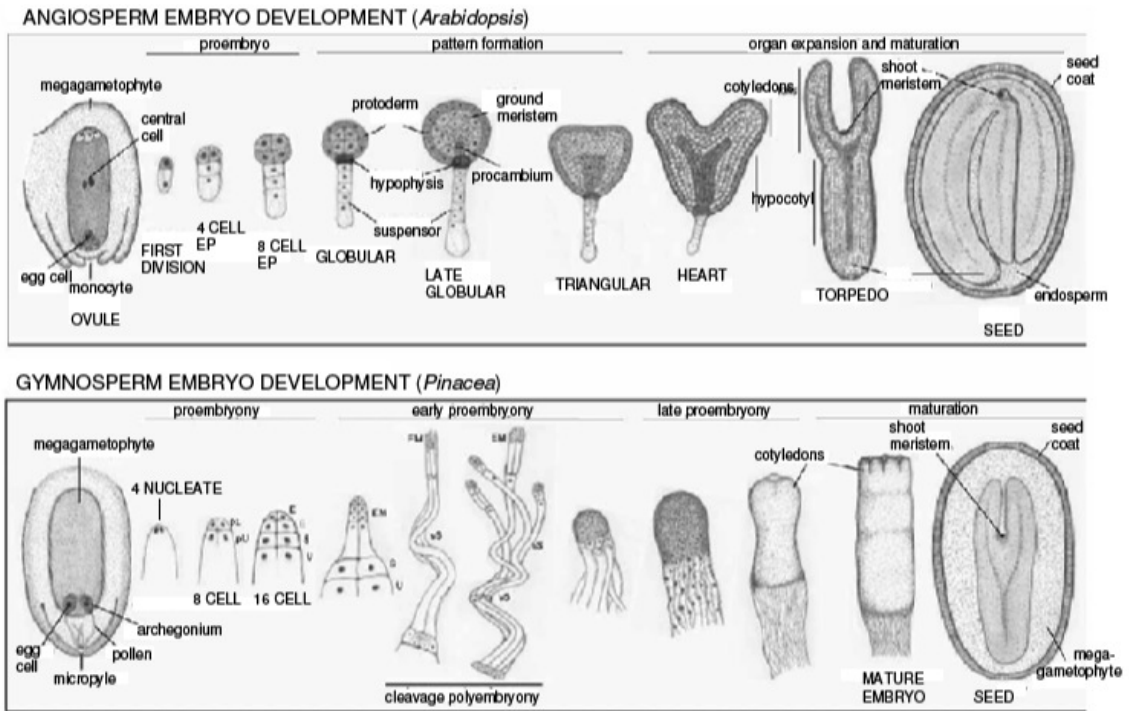 ANGIOSPERM EMBRYO DEVELOPMENT (Arabidopsis)
proembryo
pattern formation
organ expansion and maturation
megagametophyte
central
cell
egg cell
monocyte
OVULE
FIRST
DIVISION
4 CELL
EP
8 CELL
EP
protoderm
ground
meristem
hypophysis
procambium
suspensor
GLOBULAR
LATE
GLOBULAR
TRIANGULAR
HEART
cotyledons
shoot
meristem
hypocotyl
TORPEDO
seed
coat
endosperm
SEED
GYMNOSPERM EMBRYO DEVELOPMENT (Pinacea)
proembryony
early proembryony
late proembryony
maturation
megagametophyte
4 NUCLEATE
pU
8 CELL
E
U
16 CELL
EM
U
egg
cell
archegonium
pollen
micropyle
EM
cleavage polyembryony
cotyledons
shoot
meristem
seed
coat
MATURE
EMBRYO
mega-
gametophyte
SEED